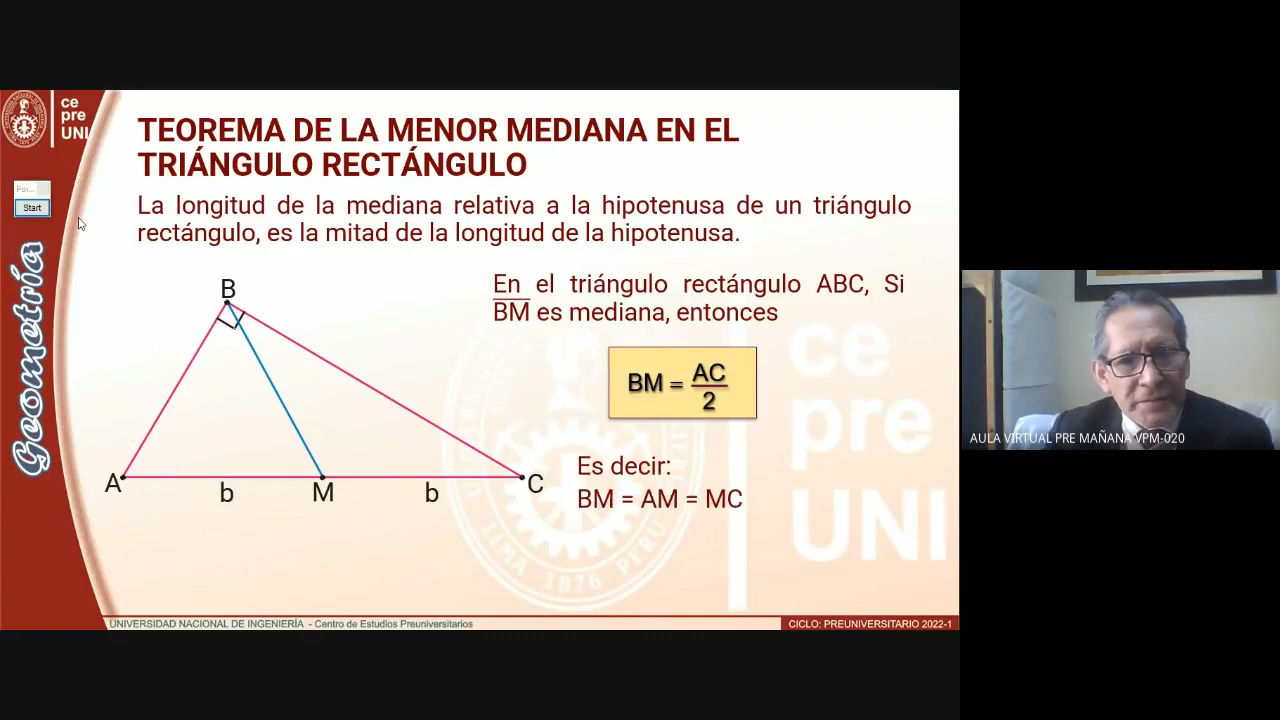 ce
pre
UNI
Start
Geometría
TEOREMA DE LA MENOR MEDIANA EN EL
TRIÁNGULO RECTÁNGULO
La longitud de la mediana relativa a la hipotenusa de un triángulo
rectángulo, es la mitad de la longitud de la hipotenusa.
En el triángulo rectángulo ABC, Si
BM es mediana, entonces
BM = AC/2
Es decir:
BM = AM = MC
B
A
b
M
b
C
ce
pre
UNI
LIMA 1876 PERU
UNIVERSIDAD NACIONAL DE INGENIERÍA - Centro de Estudios Preuniversitarios
CICLO: PREUNIVERSITARIO 2022-1
AULA VIRTUAL PRE MAÑANA VPM-020